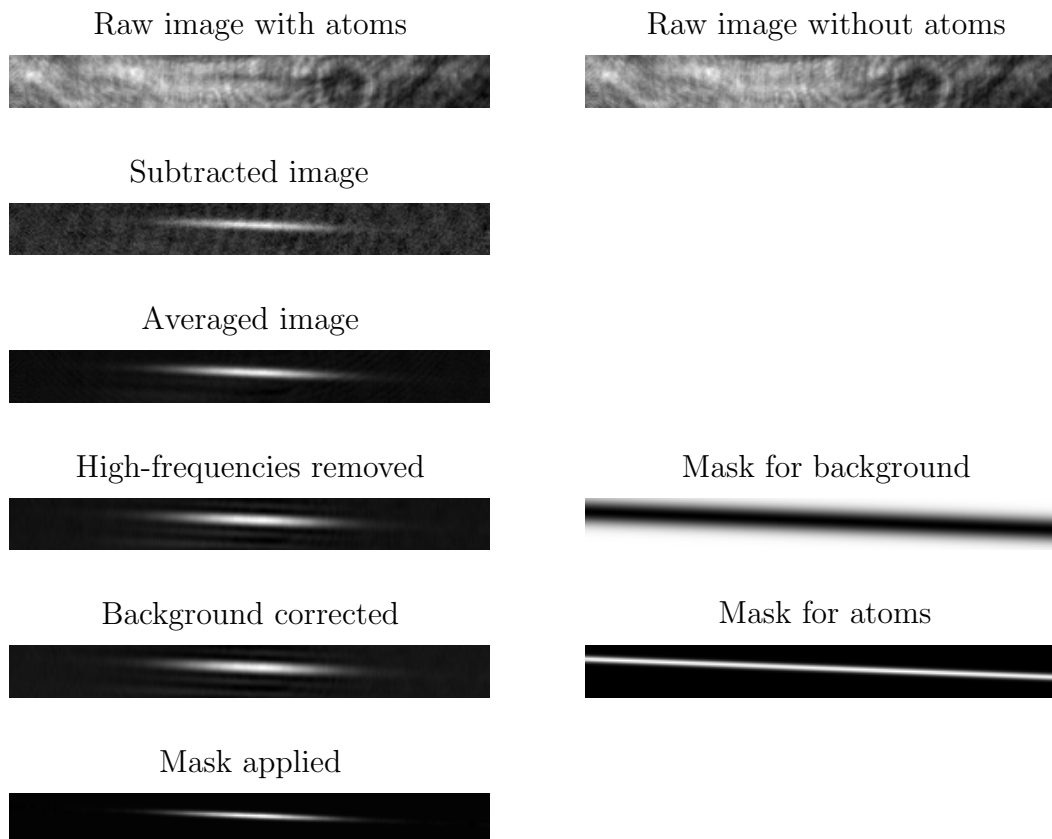 Raw image with atoms
Raw image without atoms
Subtracted image
Averaged image
High-frequencies removed
Mask for background
Background corrected
Mask for atoms
Mask applied